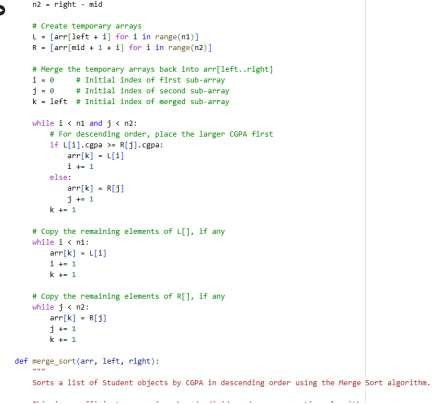 n2 = right - mid
# Create temporary arrays
L = [arr[left + i] for i in range(n1)]
R = [arr[mid + 1 + i] for i in range(n2)]
# Merge the temporary arrays back into arr[left..right]
i = 0 # Initial index of first sub-array
j = 0 # Initial index of second sub-array
k = left # Initial index of merged sub-array
while i < n1 and j < n2:
# For descending order, place the larger CGPA first
if L[i].cgpa >= R[j].cgpa:
arr[k] = L[i]
i += 1
else:
arr[k] = R[j]
j += 1
k += 1
# Copy the remaining elements of L[], if any
while i < n1:
arr[k] = L[i]
i += 1
k += 1
# Copy the remaining elements of R[], if any
while j < n2:
arr[k] = R[j]
j += 1
k += 1
def merge_sort(arr, left, right):
"""
Sorts a list of Student objects by CGPA in descending order using the Merge Sort algorithm.